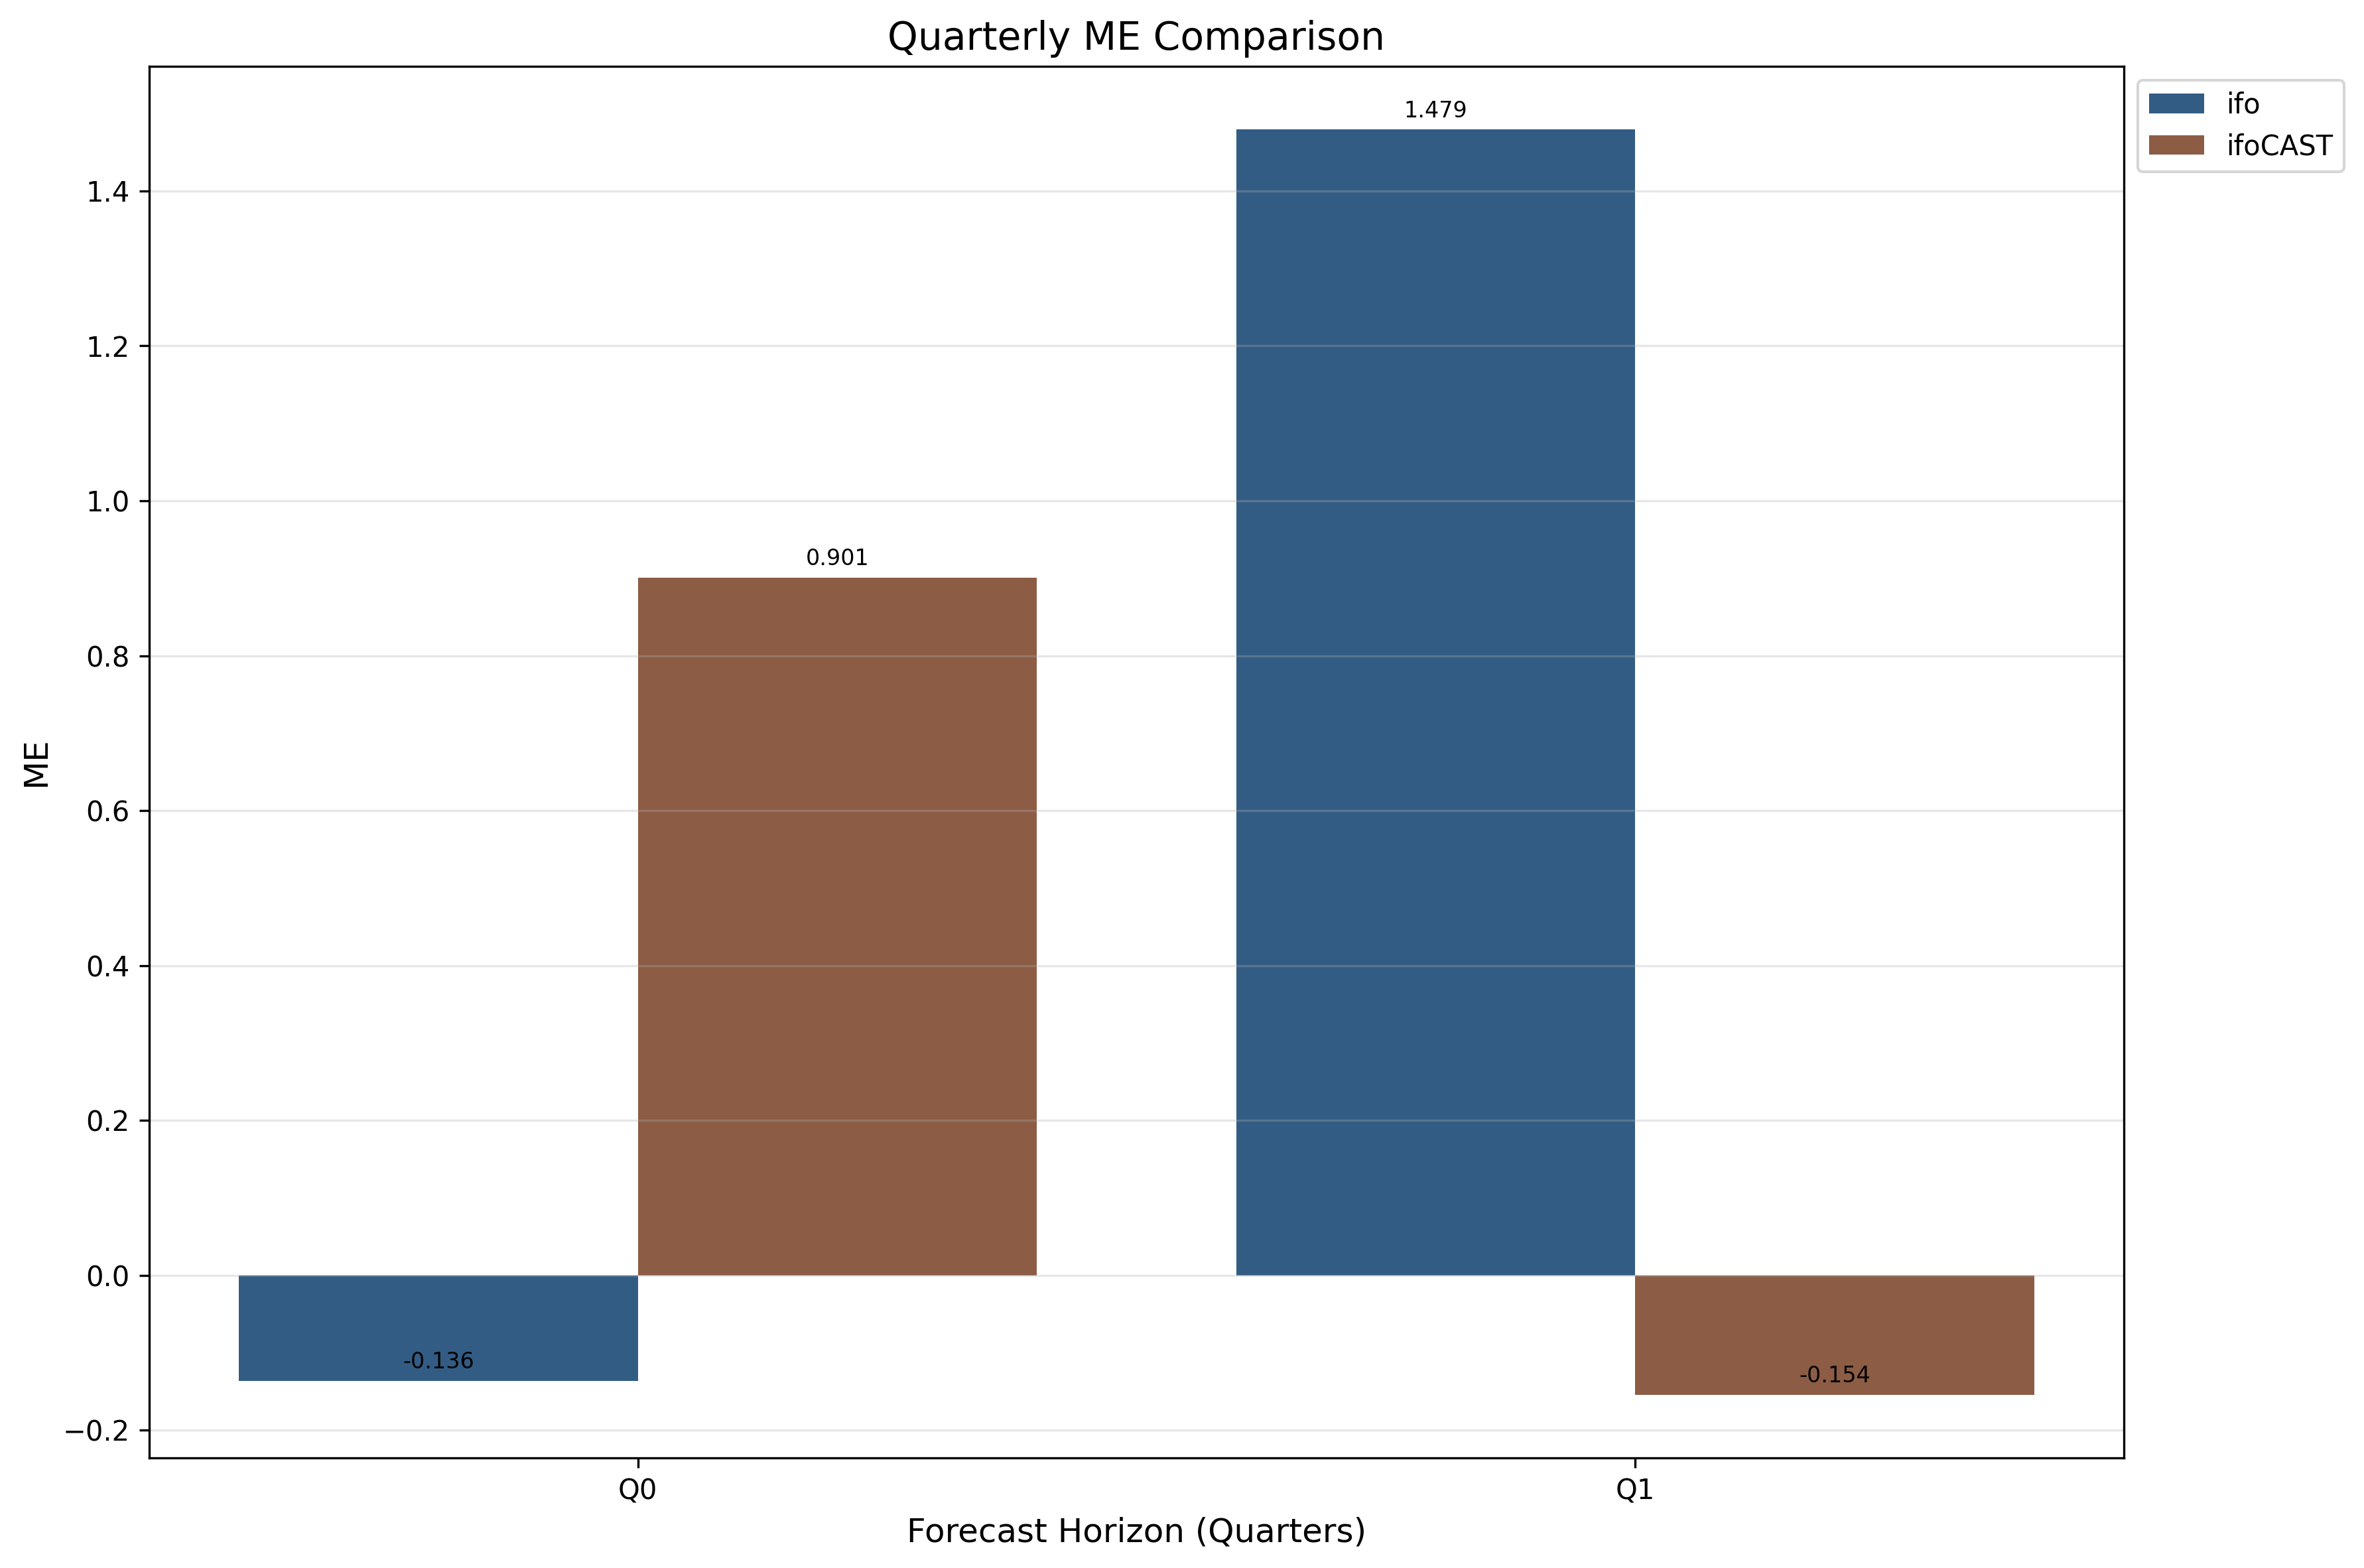 Quarterly ME Comparison
ifo
ifoCAST
1.479
1.4
1.2
1.0
0.901
0.8
ME
0.6
0.4
0.2
0.0
-0.136
-0.154
−0.2
Q0
Q1
Forecast Horizon (Quarters)